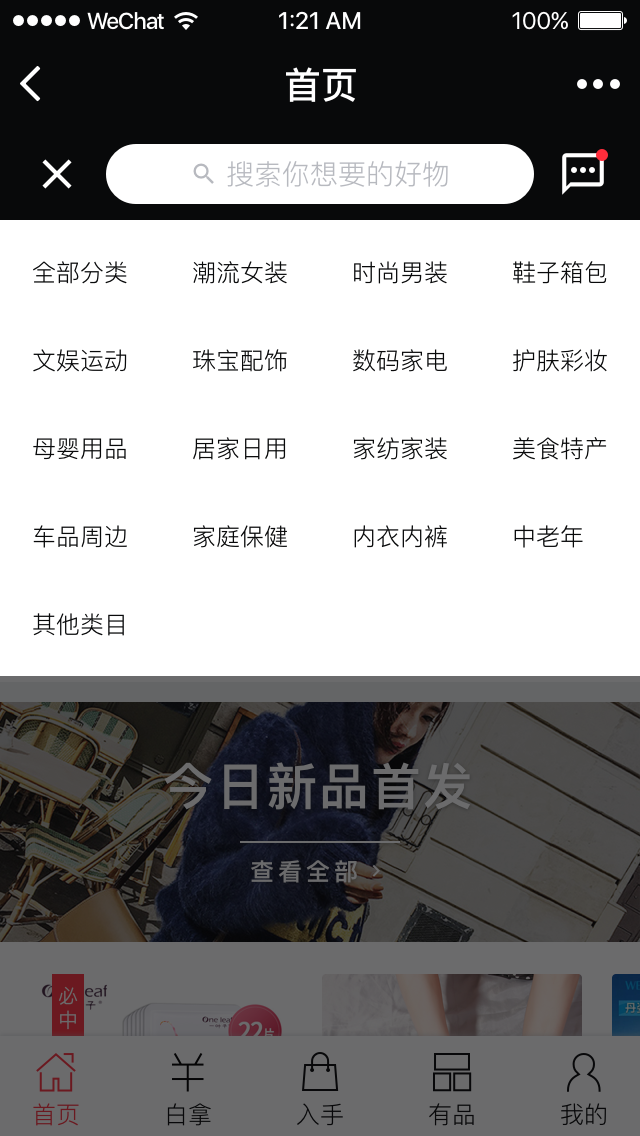 WeChat 1:21 AM 100%
首页
搜索你想要的好物
全部分类 潮流女装 时尚男装 鞋子箱包
文娱运动 珠宝配饰 数码家电 护肤彩妆
母婴用品 居家日用 家纺家装 美食特产
车品周边 家庭保健 内衣内裤 中老年
其他类目
今日新品首发
查看全部
必中
One leaf
22片
首页 白拿 入手 有品 我的